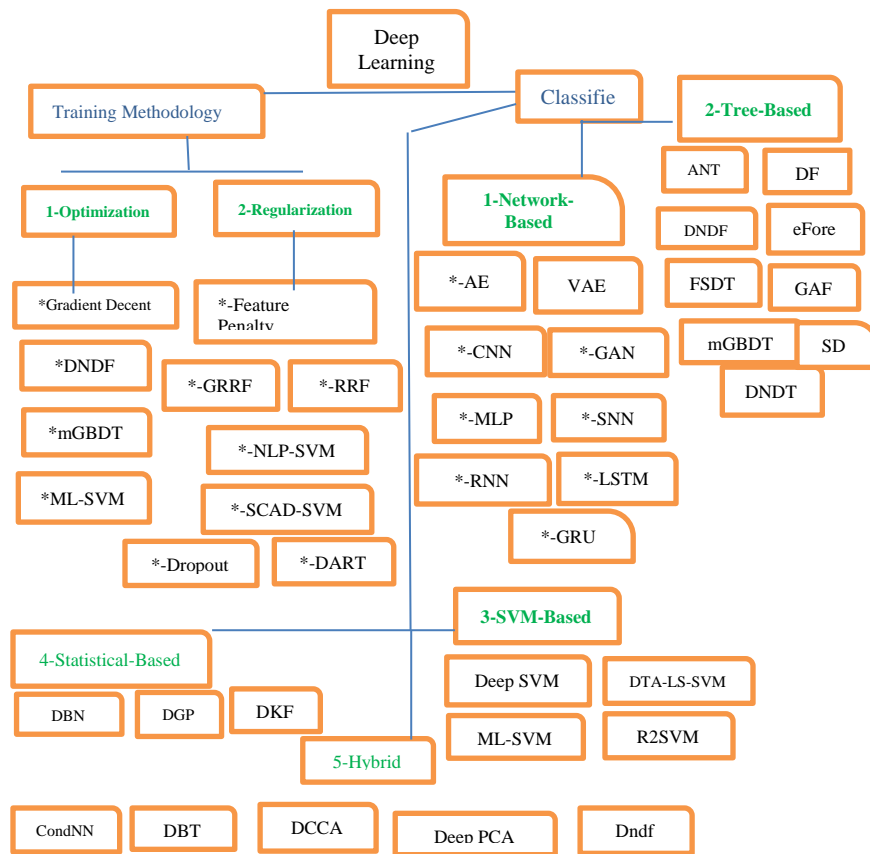 Deep
Learning
Training Methodology
Classifie
2-Tree-Based
1-Optimization
2-Regularization
1-Network-
Based
ANT
DF
DNDF
eFore
FSDT
GAF
mGBDT
SD
DNDT
*Gradient Decent
*-Feature
Penalty
*DNDF
*-GRRF
*-RRF
*mGBDT
*-NLP-SVM
*ML-SVM
*-SCAD-SVM
*-Dropout
*-DART
*-AE
VAE
*-CNN
*-GAN
*-MLP
*-SNN
*-RNN
*-LSTM
*-GRU
3-SVM-Based
4-Statistical-Based
Deep SVM
DTA-LS-SVM
DBN
DGP
DKF
ML-SVM
R2SVM
5-Hybrid
CondNN
DBT
DCCA
Deep PCA
Dndf